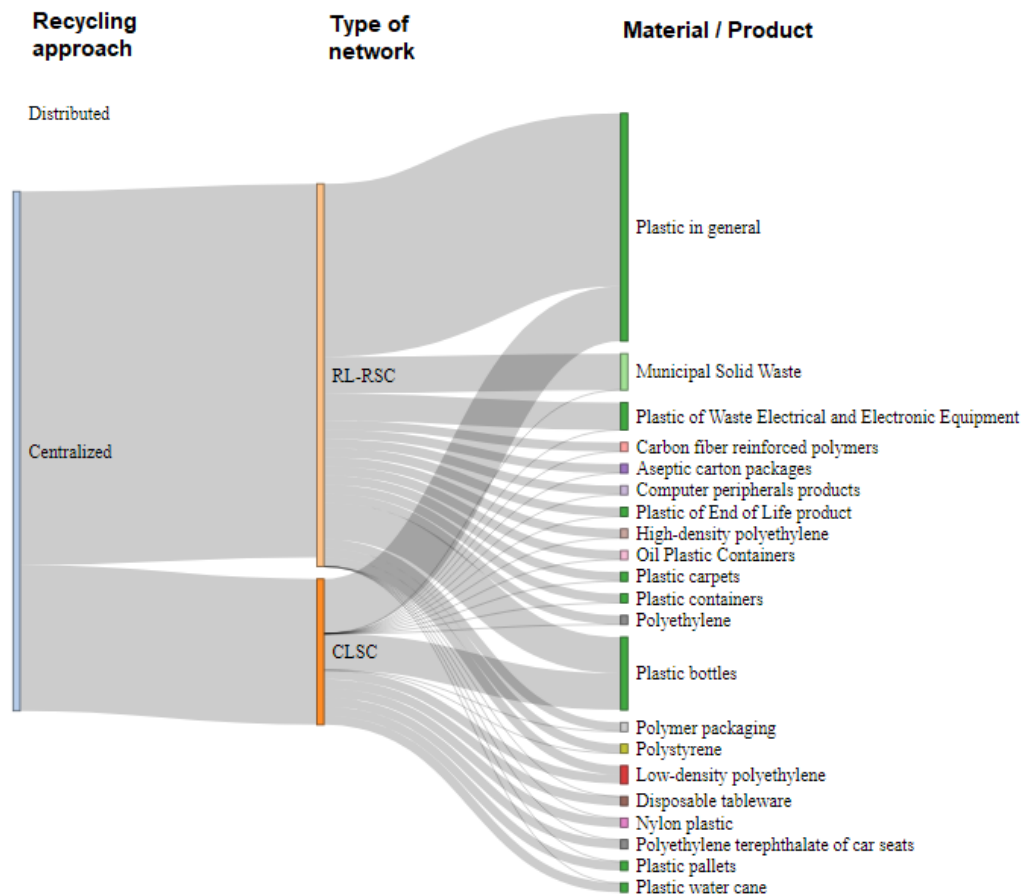 Recycling
approach
Type of
network
Material / Product
Distributed
Centralized
RL-RSC
CLSC
Plastic in general
Municipal Solid Waste
Plastic of Waste Electrical and Electronic Equipment
Carbon fiber reinforced polymers
Aseptic carton packages
Computer peripherals products
Plastic of End of Life product
High-density polyethylene
Oil Plastic Containers
Plastic carpets
Plastic containers
Polyethylene
Plastic bottles
Polymer packaging
Polystyrene
Low-density polyethylene
Disposable tableware
Nylon plastic
Polyethylene terephthalate of car seats
Plastic pallets
Plastic water cane